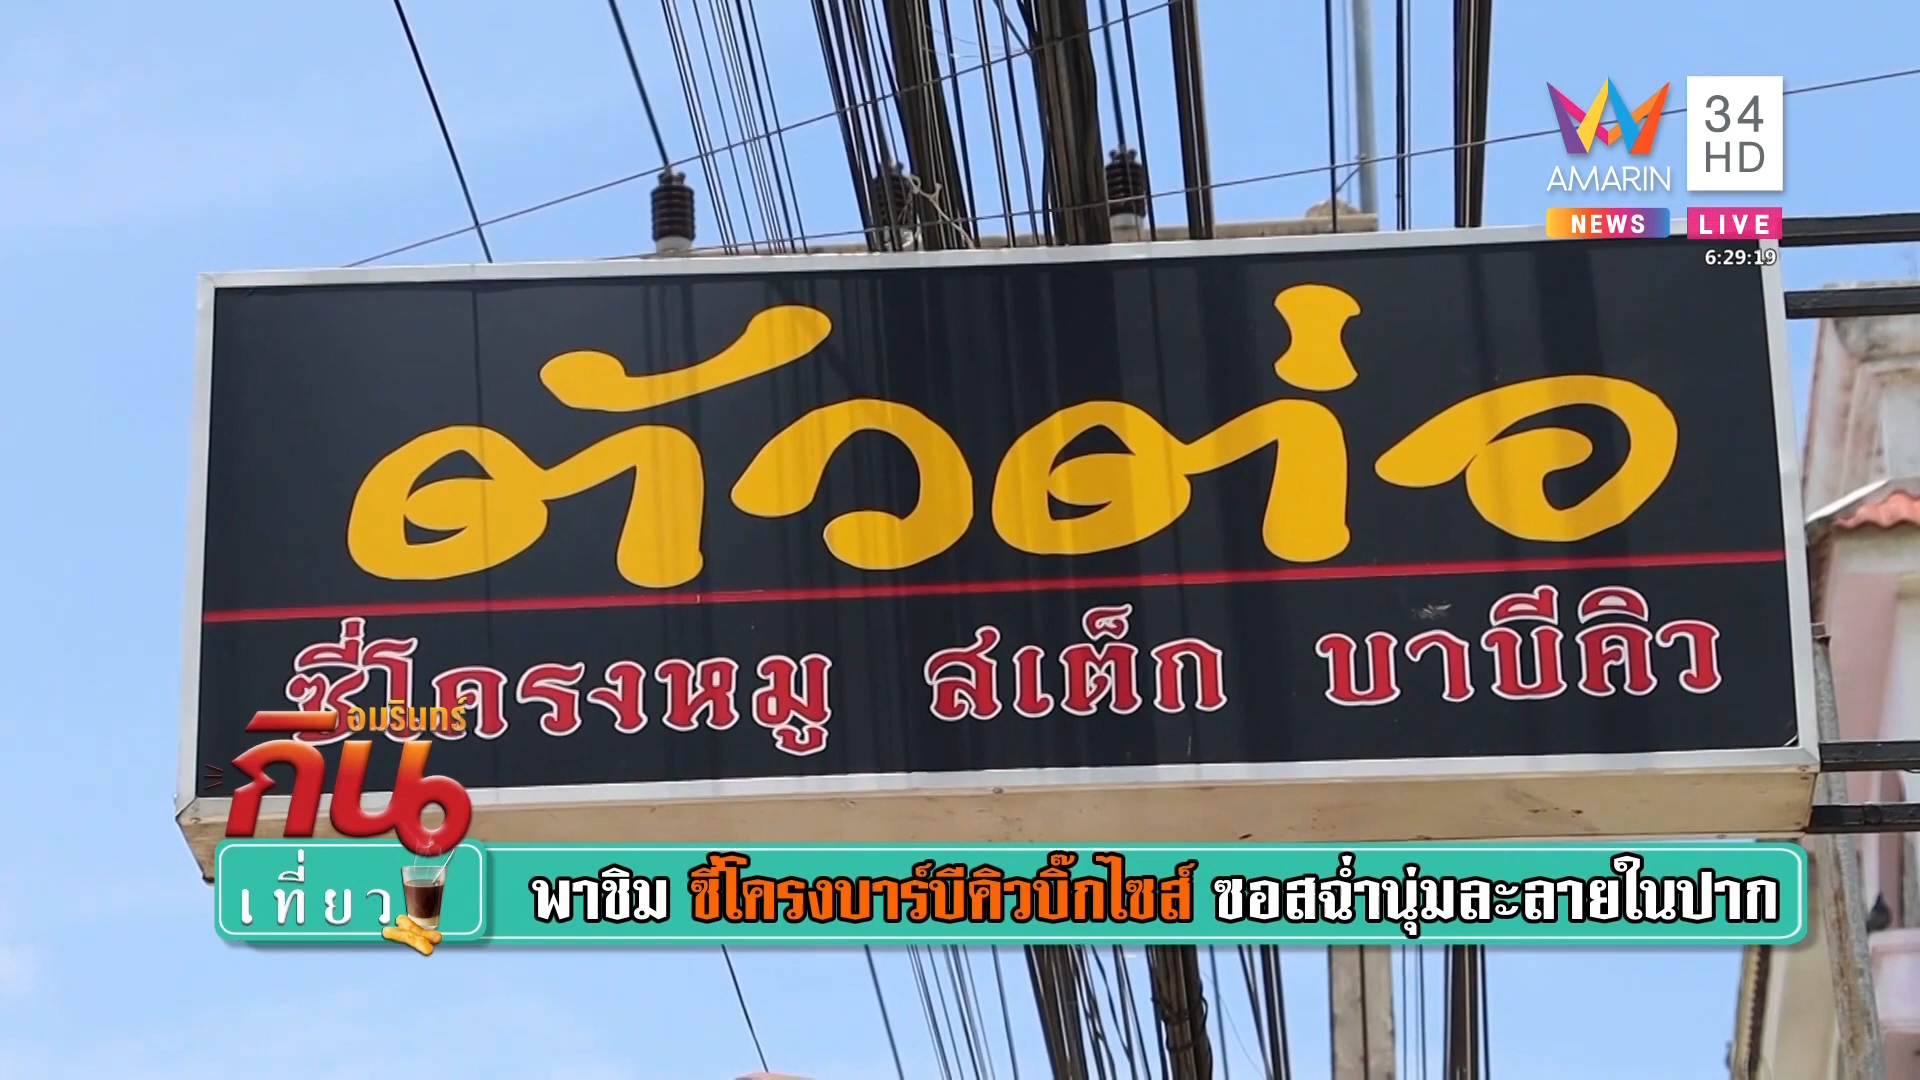 AMARIN
34 HD
NEWS
LIVE
6:29:19
ตัวต่อ
ซี่โครงหมู สเต็ก บาบีคิว
อมรินทร์
กิน
เที่ยว
พาชิม ซี่โครงบาร์บีคิวบิ๊กไซส์ ซอสฉ่ำนุ่มละลายในปาก